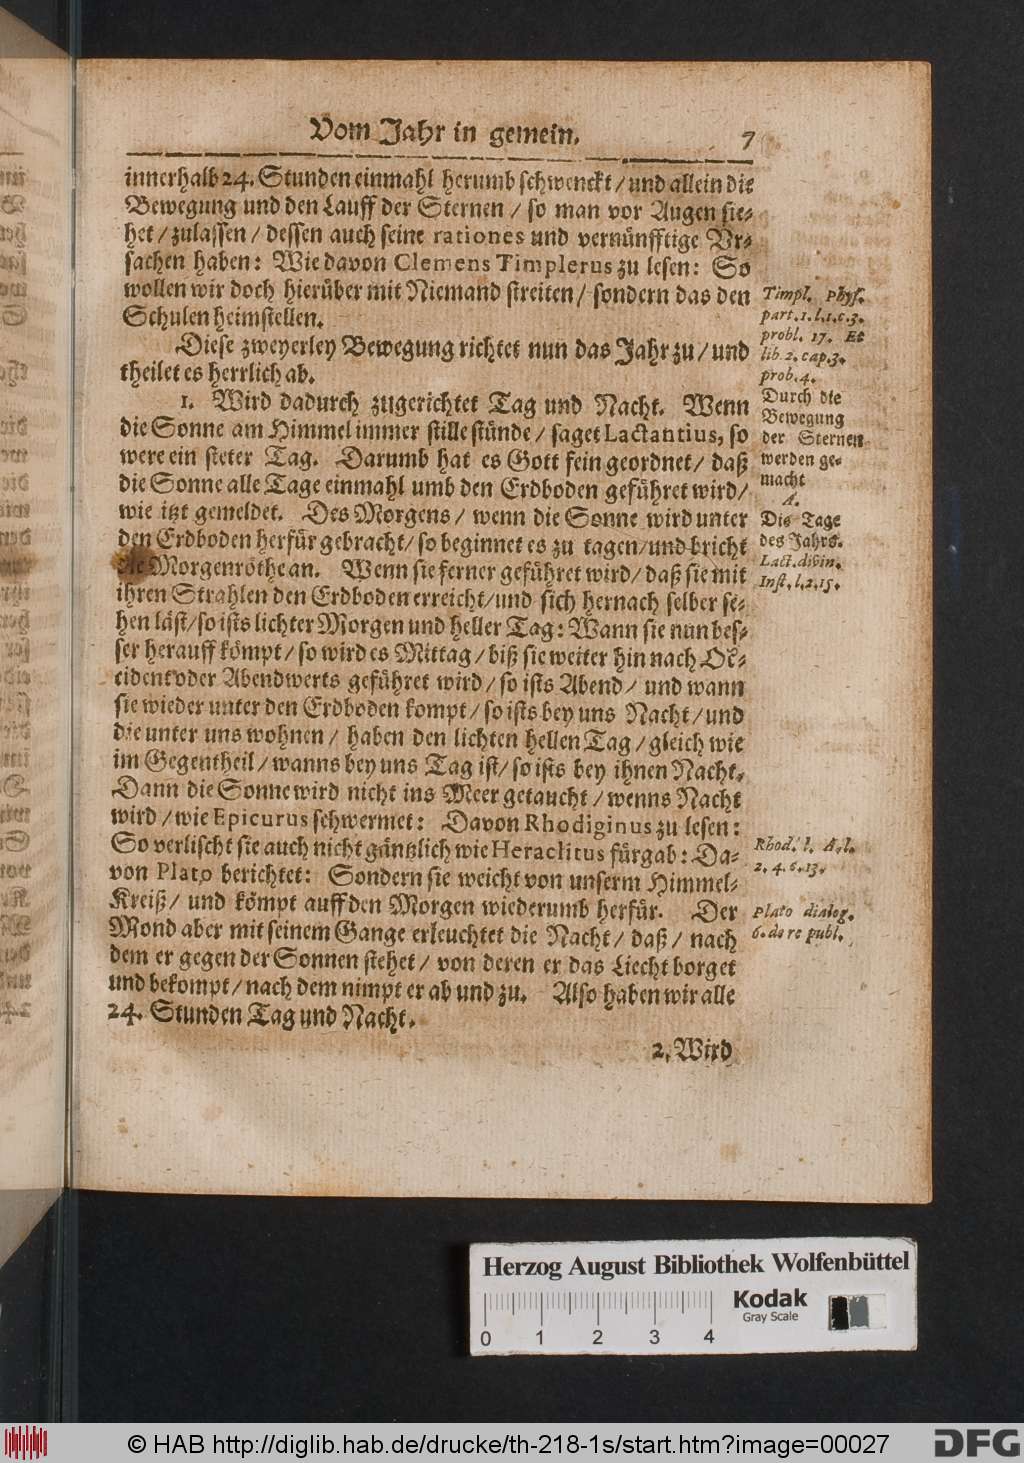 Vom Jahr in gemein. 7
innerhalb 24. Stunden einmahl herumb schwenckt / und allein die
Bewegung und den Lauff der Sternen / so man vor Augen sie-
het / zulassen / dessen auch seine rationes und vernünfftige Vr-
sachen haben: Wie davon Clemens Timplerus zu lesen: So
wollen wir doch hierüber mit Niemand streiten / sondern das den
Schulen heimstellen.
Diese zweyerley Bewegung richtet nun das Jahr zu / und
theilet es herrlich ab.
1. Wird dadurch zugerichtet Tag und Nacht. Wenn
die Sonne am Himmel immer stille stünde / saget Lactantius, so
were ein steter Tag. Darumb hat es Gott fein geordnet / daß
die Sonne alle Tage einmahl umb den Erdboden geführet wird /
wie itzt gemeldet. Des Morgens / wenn die Sonne wird unter
den Erdboden herfür gebracht / so beginnet es zu tagen / und bricht
die Morgenröthe an. Wenn sie ferner geführet wird / daß sie mit
ihren Strahlen den Erdboden erreicht / und sich hernach selber se-
hen läst / so ists lichter Morgen und heller Tag: Wann sie nun bes-
ser herauff kömpt / so wird es Mittag / biß sie weiter hin nach Oc-
cident oder Abendwerts geführet wird / so ists Abend / und wann
sie wieder unter den Erdboden kompt / so ists bey uns Nacht / und
die unter uns wohnen / haben den lichten hellen Tag / gleich wie
im Gegentheil / wanns bey uns Tag ist / so ists bey ihnen Nacht.
Dann die Sonne wird nicht ins Meer getaucht / wenns Nacht
wird / wie Epicurus schwermet: Davon Rhodiginus zu lesen:
So verlischt sie auch nicht gäntzlich wie Heraclitus fürgab: Da-
von Plato berichtet: Sondern sie weicht von unserm Himmel-
Kreiß / und kömpt auff den Morgen wiederumb herfür. Der
Mond aber mit seinem Gange erleuchtet die Nacht / daß / nach
dem er gegen der Sonnen stehet / von deren er das Liecht borget
und bekompt / nach dem nimpt er ab und zu. Also haben wir alle
24. Stunden Tag und Nacht.
2. Wird
Timpl. Phys.
part. 1. l. 1. c. 3.
probl. 17. Et
lib. 2. cap. 3.
prob. 4.
Durch die
Bewegung
der Sternen
werden ge-
macht
A.
Die Tage
des Jahrs.
Lact. divin.
Inst. l. 2. 15.
Rhod. l. A. l.
2. 4. 6. 13.
Plato dialog.
6. de re publ.
Herzog August Bibliothek Wolfenbüttel
Kodak
Gray Scale
0 1 2 3 4
© HAB http://diglib.hab.de/drucke/th-218-1s/start.htm?image=00027
DFG